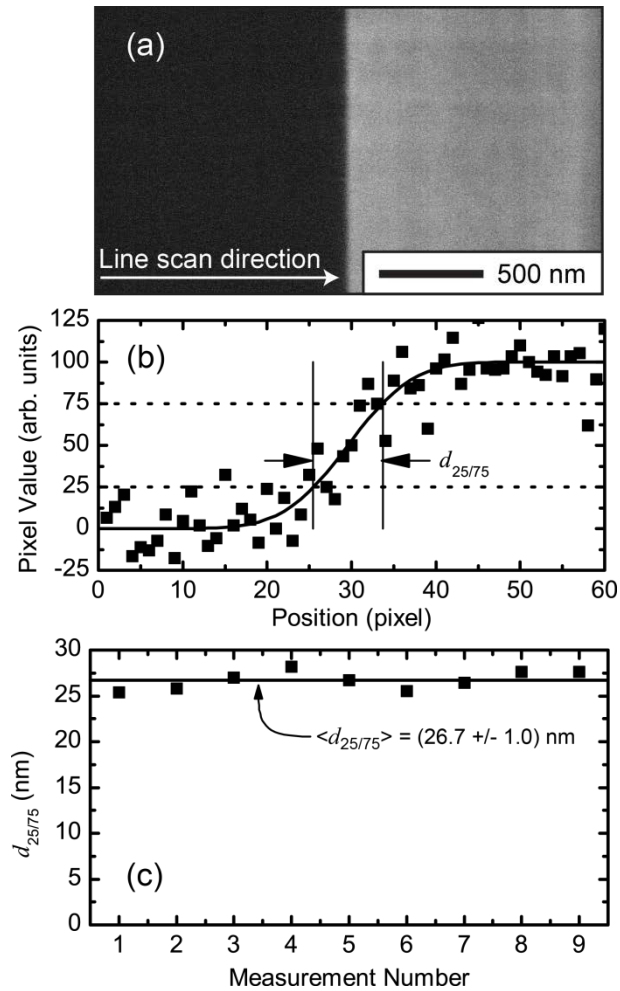 (a)
Line scan direction
500 nm
(b)
Pixel Value (arb. units)
125
100
75
50
25
0
-25
d25/75
0 10 20 30 40 50 60
Position (pixel)
(c)
d25/75 (nm)
30
25
20
15
10
5
0
<d25/75> = (26.7 +/- 1.0) nm
1 2 3 4 5 6 7 8 9
Measurement Number